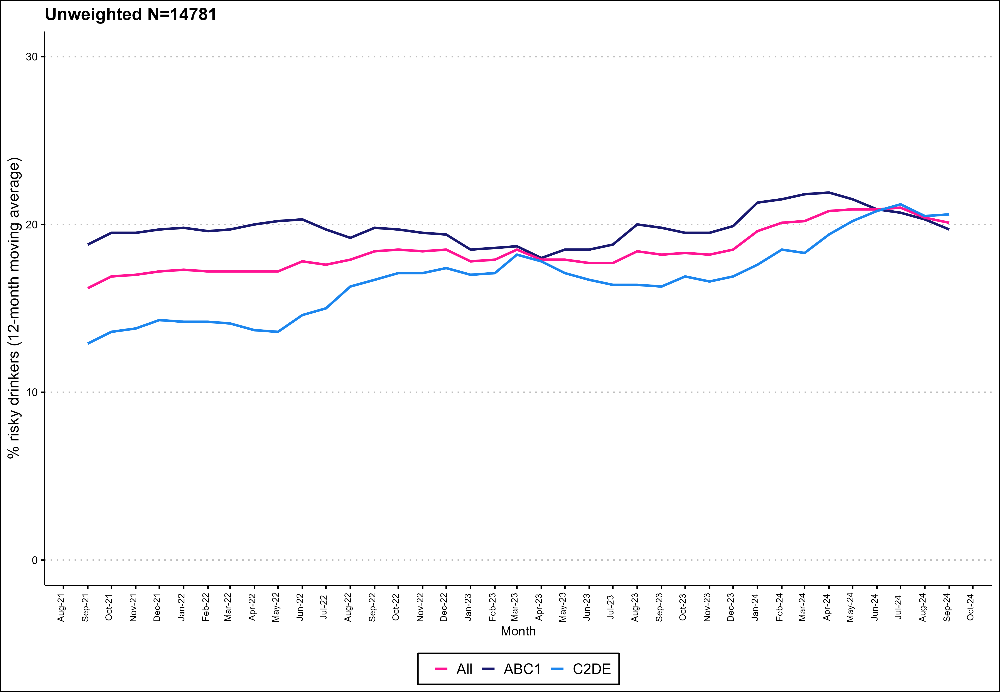 Unweighted N=14781
% risky drinkers (12-month moving average)
30
20
10
0
Aug-21
Sep-21
Oct-21
Nov-21
Dec-21
Jan-22
Feb-22
Mar-22
Apr-22
May-22
Jun-22
Jul-22
Aug-22
Sep-22
Oct-22
Nov-22
Dec-22
Jan-23
Feb-23
Mar-23
Apr-23
May-23
Jun-23
Jul-23
Aug-23
Sep-23
Oct-23
Nov-23
Dec-23
Jan-24
Feb-24
Mar-24
Apr-24
May-24
Jun-24
Jul-24
Aug-24
Sep-24
Oct-24
Month
All ABC1 C2DE